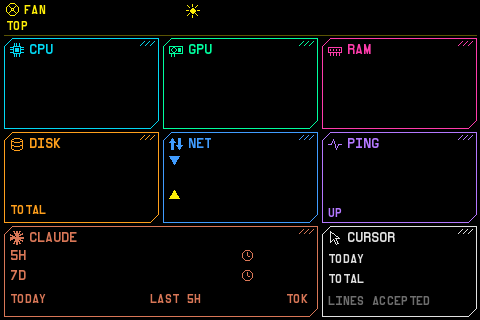 FAN
TOP
CPU GPU RAM
DISK NET PING
TOTAL UP
CLAUDE CURSOR
5H TODAY
7D TOTAL
TODAY LAST 5H TOK LINES ACCEPTED